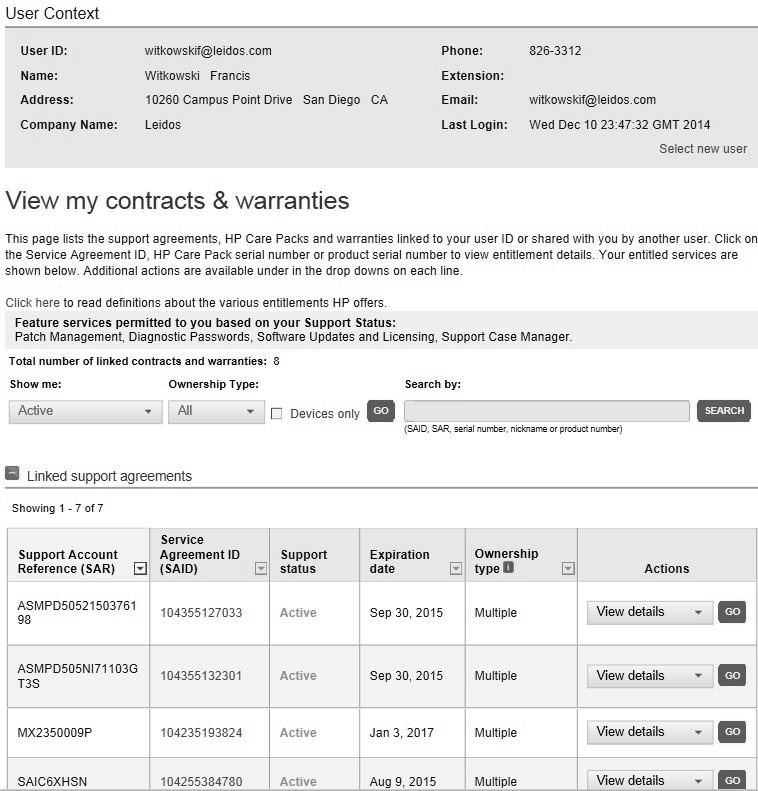 User Context
User ID: witkowskif@leidos.com Phone: 826-3312
Name: Witkowski Francis Extension:
Address: 10260 Campus Point Drive San Diego CA Email: witkowskif@leidos.com
Company Name: Leidos Last Login: Wed Dec 10 23:47:32 GMT 2014
Select new user
View my contracts & warranties
This page lists the support agreements, HP Care Packs and warranties linked to your user ID or shared with you by another user. Click on
the Service Agreement ID, HP Care Pack serial number or product serial number to view entitlement details. Your entitled services are
shown below. Additional actions are available under in the drop downs on each line.
Click here to read definitions about the various entitlements HP offers.
Feature services permitted to you based on your Support Status:
Patch Management, Diagnostic Passwords, Software Updates and Licensing, Support Case Manager.
Total number of linked contracts and warranties: 8
Show me: Ownership Type: Search by:
Active All Devices only GO SEARCH
(SAID, SAR, serial number, nickname or product number)
Linked support agreements
Showing 1 - 7 of 7
Service
Support Account Agreement ID Support Expiration Ownership
Reference (SAR) (SAID) status date type i Actions
ASMPD50521503761
98 104355127033 Active Sep 30, 2015 Multiple View details GO
ASMPD505NI71103G
T3S 104355132301 Active Sep 30, 2015 Multiple View details GO
MX2350009P 104235193824 Active Jan 3, 2017 Multiple View details GO
SAIC6XHSN 104255384780 Active Aug 9, 2015 Multiple View details GO